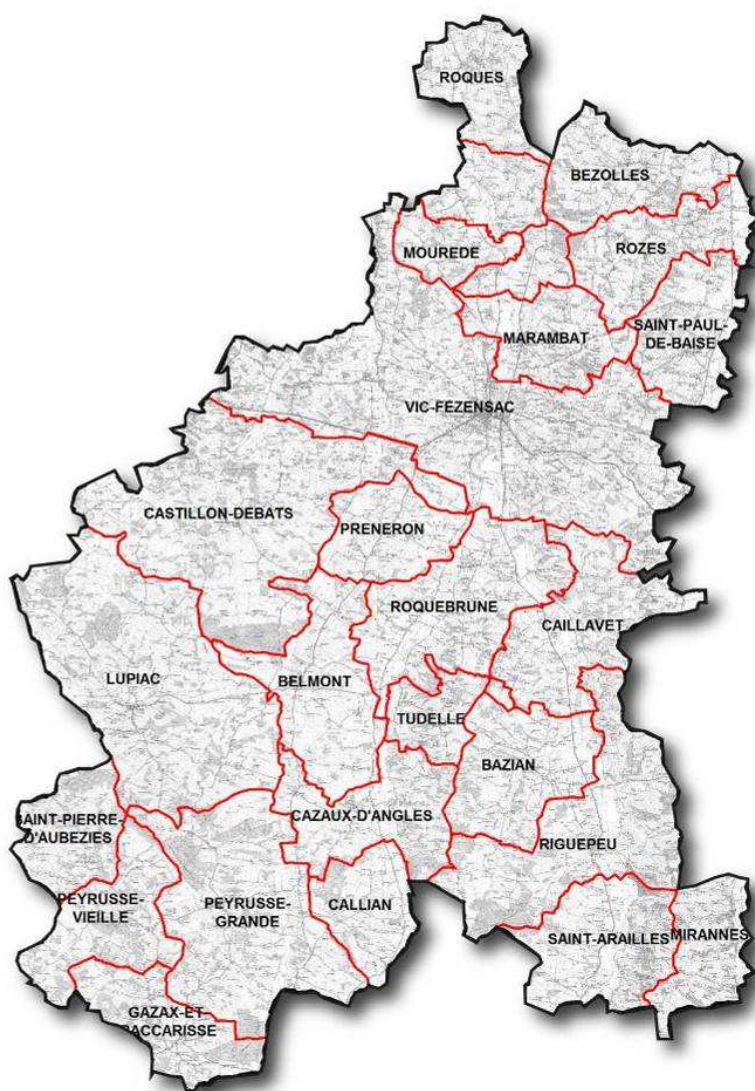 ROQUES
BEZOLLES
MOUREDE
ROZES
MARAMBAT
SAINT-PAUL-
DE-BAISE
VIC-FEZENSAC
CASTILLON-DEBATS
PRENERON
ROQUEBRUNE
CAILLAVET
LUPIAC
BELMONT
TUDELLE
BAZIAN
SAINT-PIERRE-
D'AUBEZIES
CAZAUX-D'ANGLES
RIGUEPEU
PEYRUSSE-
VIEILLE
PEYRUSSE-
GRANDE
CALLIAN
SAINT-ARAILLES
MIRANNES
GAZAX-ET-
BACCARISSE